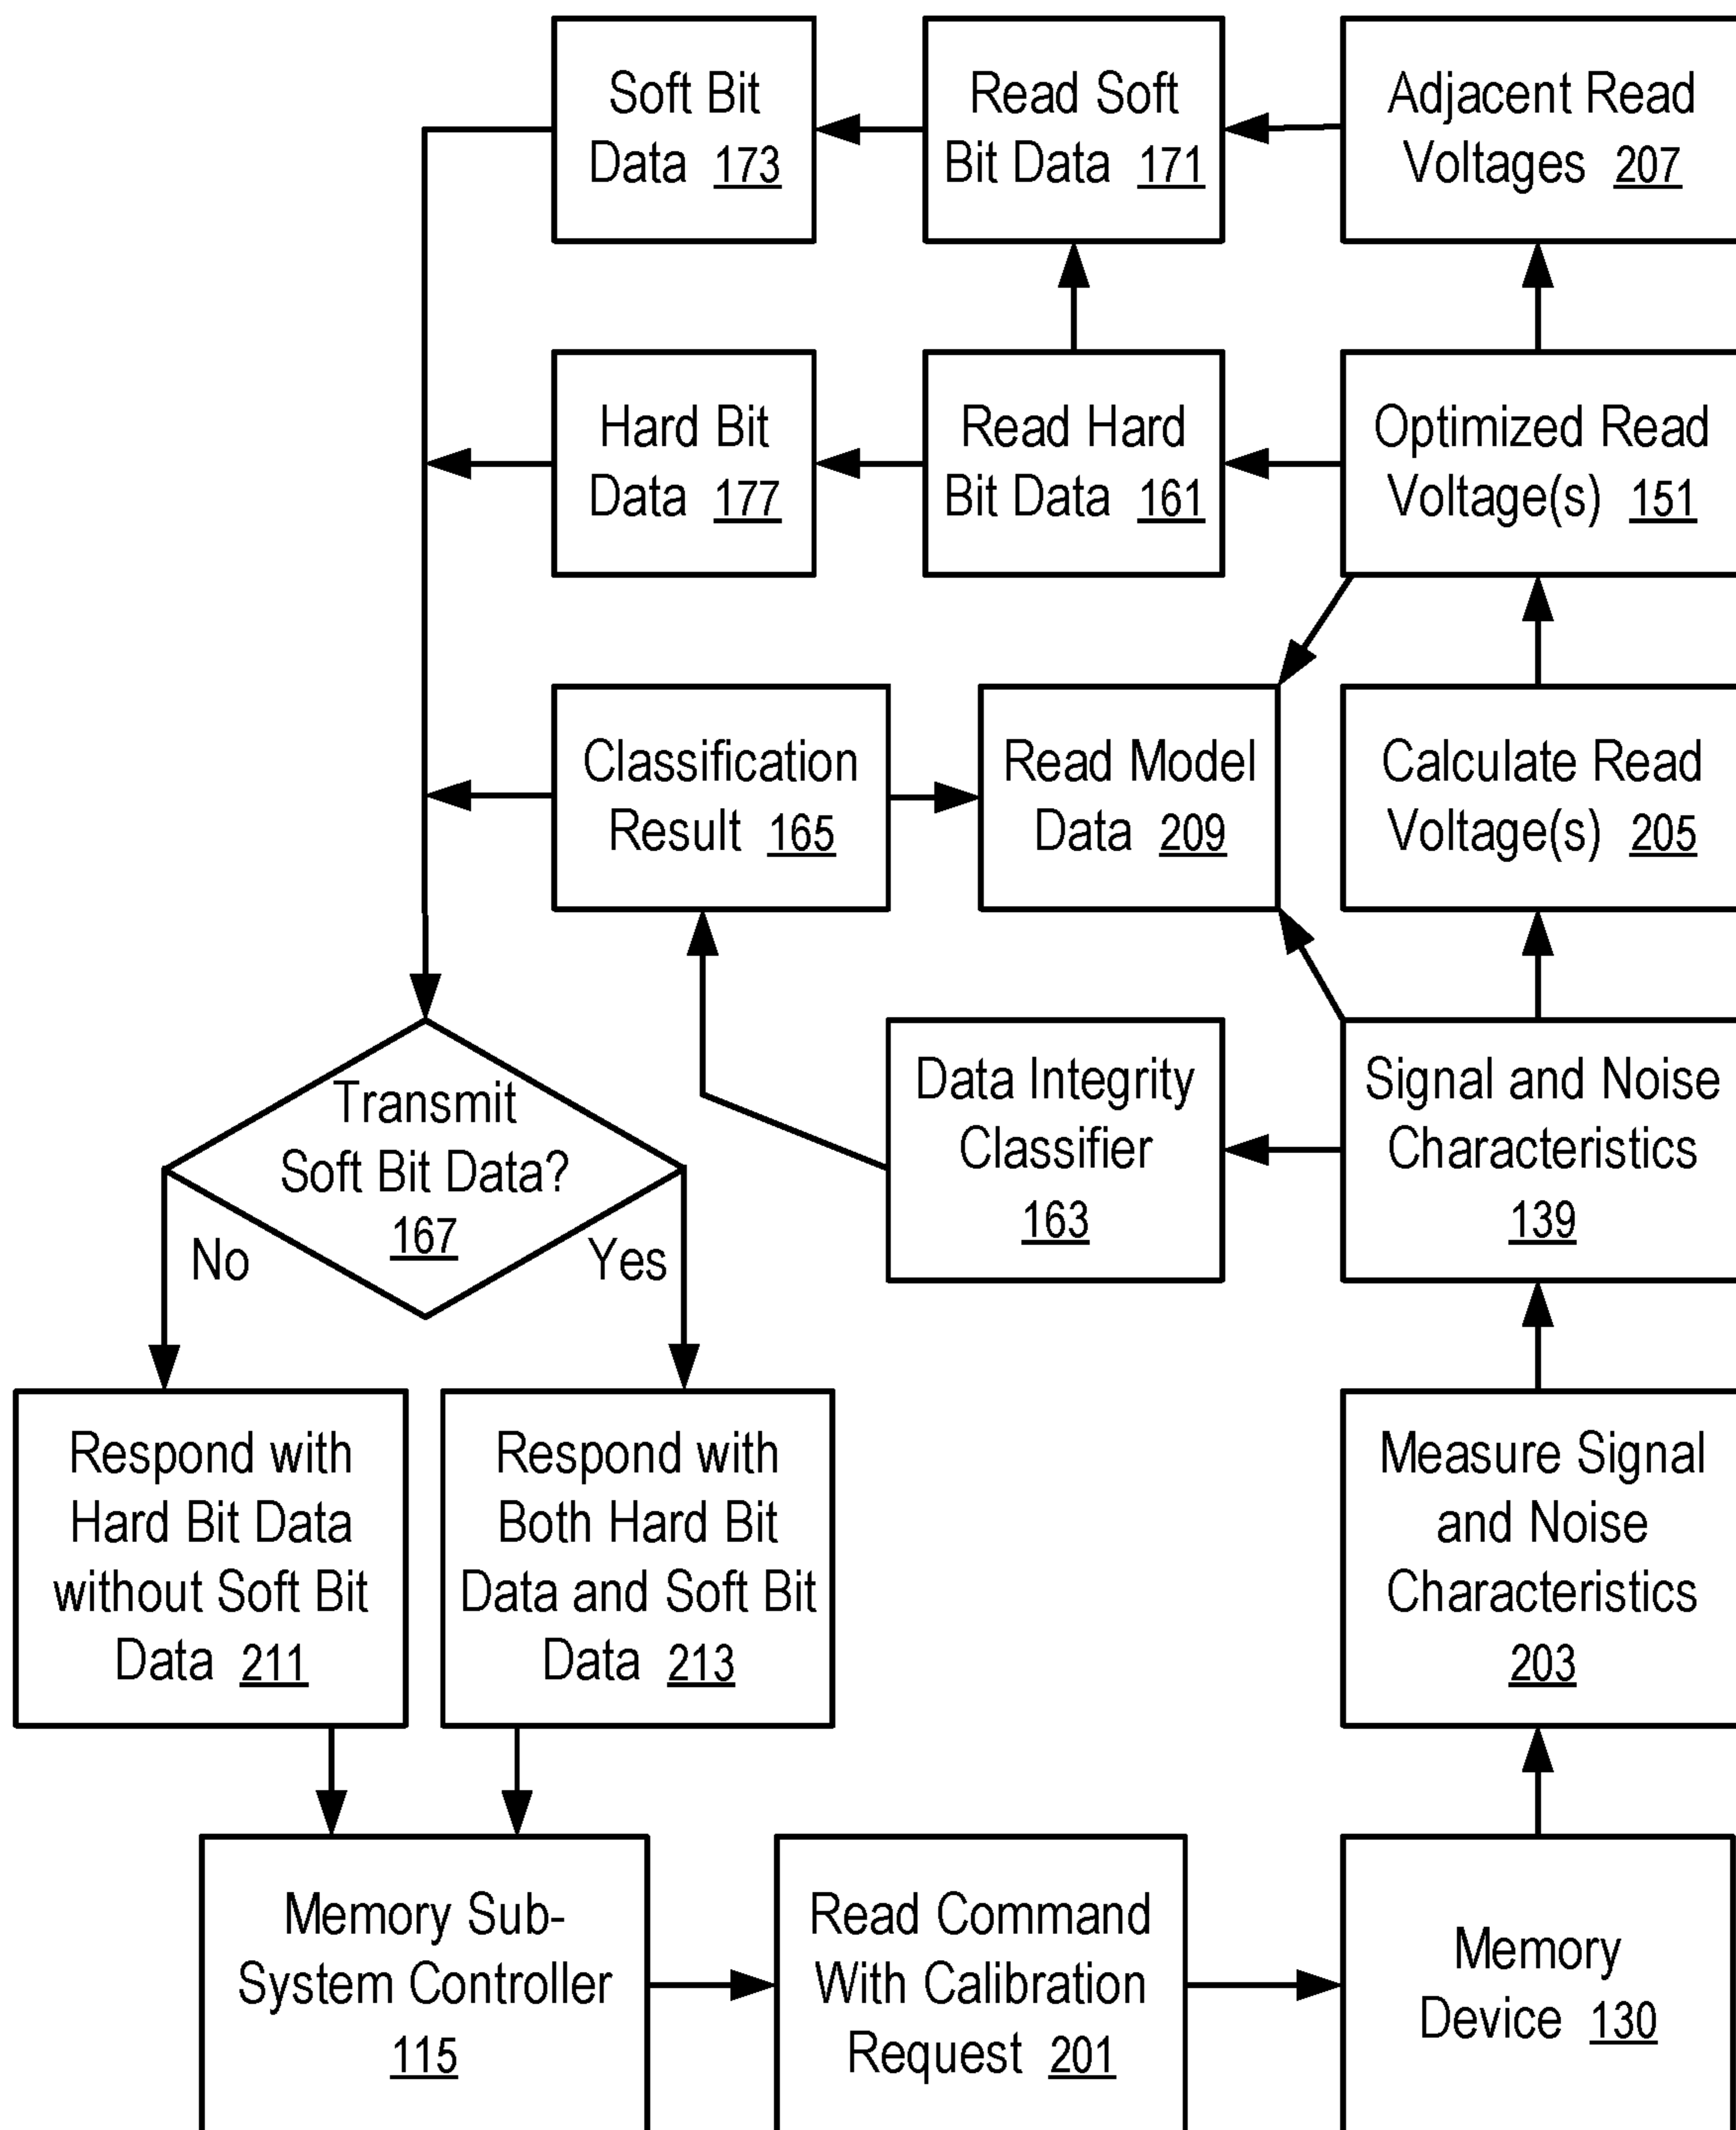 Soft Bit
Data 173
Read Soft
Bit Data 171
Adjacent Read
Voltages 207
Hard Bit
Data 177
Read Hard
Bit Data 161
Optimized Read
Voltage(s) 151
Classification
Result 165
Read Model
Data 209
Calculate Read
Voltage(s) 205
Transmit
Soft Bit Data?
167
No
Yes
Data Integrity
Classifier
163
Signal and Noise
Characteristics
139
Respond with
Hard Bit Data
without Soft Bit
Data 211
Respond with
Both Hard Bit
Data and Soft Bit
Data 213
Measure Signal
and Noise
Characteristics
203
Memory Sub-
System Controller
115
Read Command
With Calibration
Request 201
Memory
Device 130